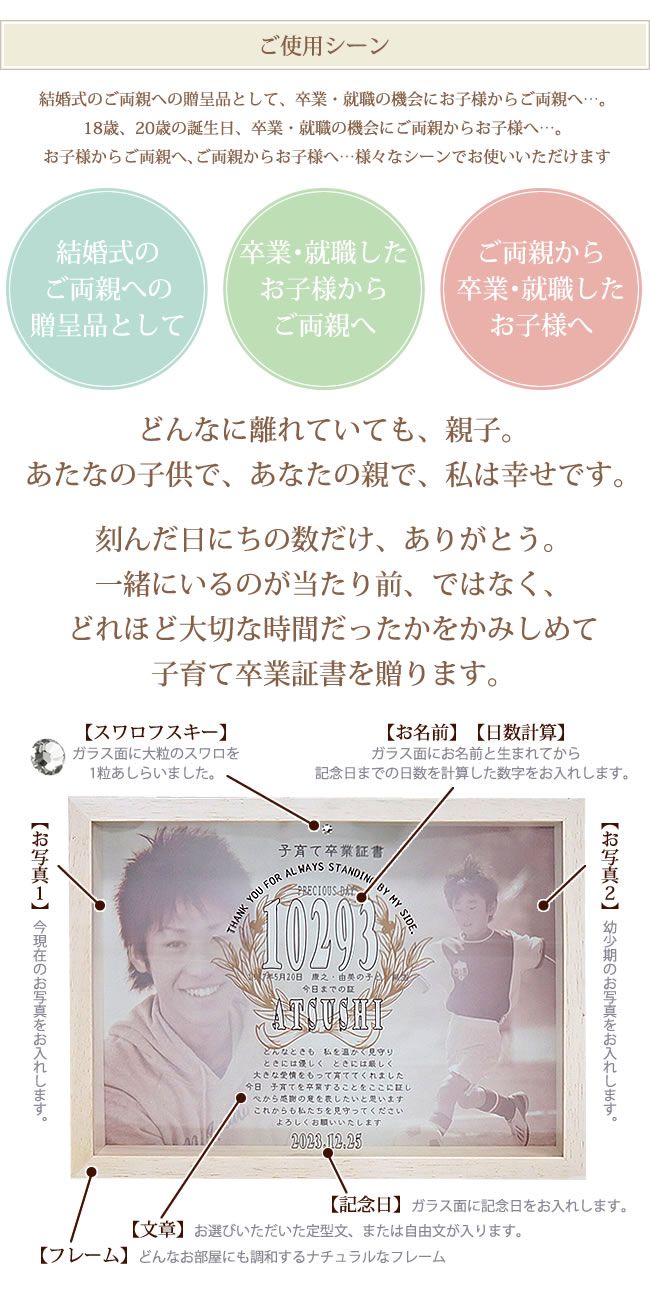 ご使用シーン
結婚式のご両親への贈呈品として、卒業・就職の機会にお子様からご両親へ…。
18歳、20歳の誕生日、卒業・就職の機会にご両親からお子様へ…。
お子様からご両親へ、ご両親からお子様へ…様々なシーンでお使いいただけます
結婚式の
ご両親への
贈呈品として
卒業・就職した
お子様から
ご両親へ
ご両親から
卒業・就職した
お子様へ
どんなに離れていても、親子。
あたなの子供で、あなたの親で、私は幸せです。
刻んだ日にちの数だけ、ありがとう。
一緒にいるのが当たり前、ではなく、
どれほど大切な時間だったかをかみしめて
子育て卒業証書を贈ります。
【スワロフスキー】
ガラス面に大粒のスワロを
1粒あしらいました。
【お名前】【日数計算】
ガラス面にお名前と生まれてから
記念日までの日数を計算した数字をお入れします。
【お写真1】
今現在のお写真をお入れします。
【お写真2】
幼少期のお写真をお入れします。
子育て卒業証書
THANK YOU FOR ALWAYS STANDING BY MY SIDE.
PRECIOUS DAY
10293
年5月20日 康之・由美の子と
今日までの証
ATSUSHI
どんなときも 私を温かく見守り
ときには優しく ときには厳しく
大きな愛情をもって育ててくれました
今日 子育てを卒業することをここに証し
べから感謝の意を表したいと思います
これからも私たちを見守ってください
よろしくお願いいたします
2023.12.25
【記念日】ガラス面に記念日をお入れします。
【文章】お選びいただいた定型文、または自由文が入ります。
【フレーム】どんなお部屋にも調和するナチュラルなフレーム